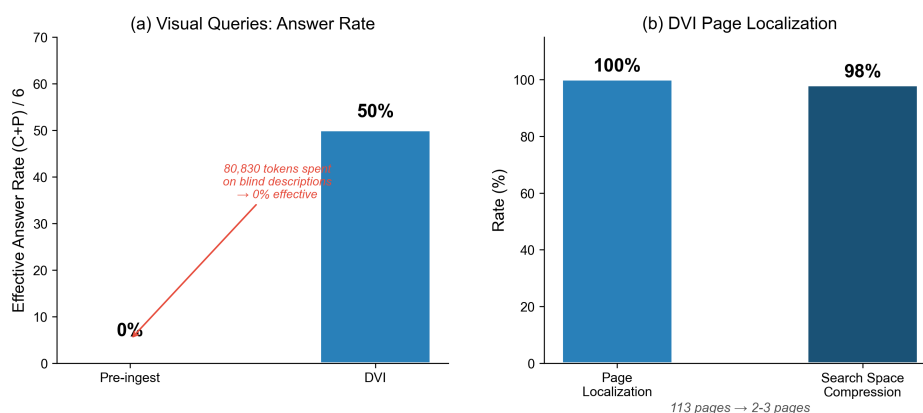 (a) Visual Queries: Answer Rate
Effective Answer Rate (C+P) / 6
70
60
50
40
30
20
10
0
0%
50%
80,830 tokens spent
on blind descriptions
→ 0% effective
Pre-ingest
DVI
(b) DVI Page Localization
Rate (%)
100
80
60
40
20
0
100%
98%
Page
Localization
Search Space
Compression
113 pages → 2-3 pages